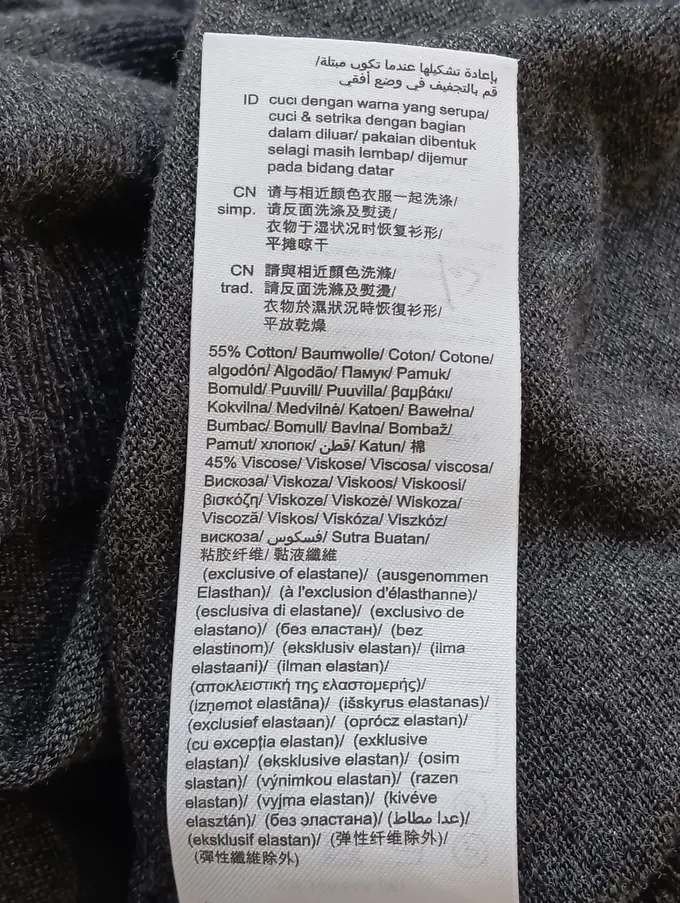 بإعادة تشكيلها عندما تكون مبتلة/
قم بالتجفيف في وضع أفقي
ID cuci dengan warna yang serupa/
cuci & setrika dengan bagian
dalam diluar/ pakaian dibentuk
selagi masih lembap/ dijemur
pada bidang datar
CN 请与相近颜色衣服一起洗涤/
simp. 请反面洗涤及熨烫/
衣物于湿状况时恢复衫形/
平摊晾干
CN 請與相近顏色洗滌/
trad. 請反面洗滌及熨燙/
衣物於濕狀況時恢復衫形/
平放乾燥
55% Cotton/ Baumwolle/ Coton/ Cotone/
algodón/ Algodão/ Памук/ Pamuk/
Bomuld/ Puuvill/ Puuvilla/ βαμβάκι/
Kokvilna/ Medvilnė/ Katoen/ Bawełna/
Bumbac/ Bomull/ Bavlna/ Bombaž/
Pamut/ хлопок/ قطن/ Katun/ 棉
45% Viscose/ Viskose/ Viscosa/ viscosa/
Вискоза/ Viskoza/ Viskoos/ Viskoosi/
βισκόζη/ Viskoze/ Viskozė/ Wiskoza/
Viscoză/ Viskos/ Viskóza/ Viszkóz/
вискоза/ فسكوس/ Sutra Buatan/
粘胶纤维/ 黏液纖維
(exclusive of elastane)/ (ausgenommen
Elasthan)/ (à l'exclusion d'élasthanne)/
(esclusiva di elastane)/ (exclusivo de
elastano)/ (без еластан)/ (bez
elastinom)/ (eksklusiv elastan)/ (ilma
elastaani)/ (ilman elastan)/
(αποκλειστική της ελαστομερής)/
(izņemot elastāna)/ (išskyrus elastanas)/
(exclusief elastaan)/ (oprócz elastan)/
(cu excepția elastan)/ (exklusive
elastan)/ (eksklusive elastan)/ (osim
slastan)/ (výnimkou elastan)/ (razen
elastan)/ (vyjma elastan)/ (kivéve
elasztán)/ (без эластана)/ (عدا مطاط)/
(eksklusif elastan)/ (弹性纤维除外)/
(彈性纖維除外)